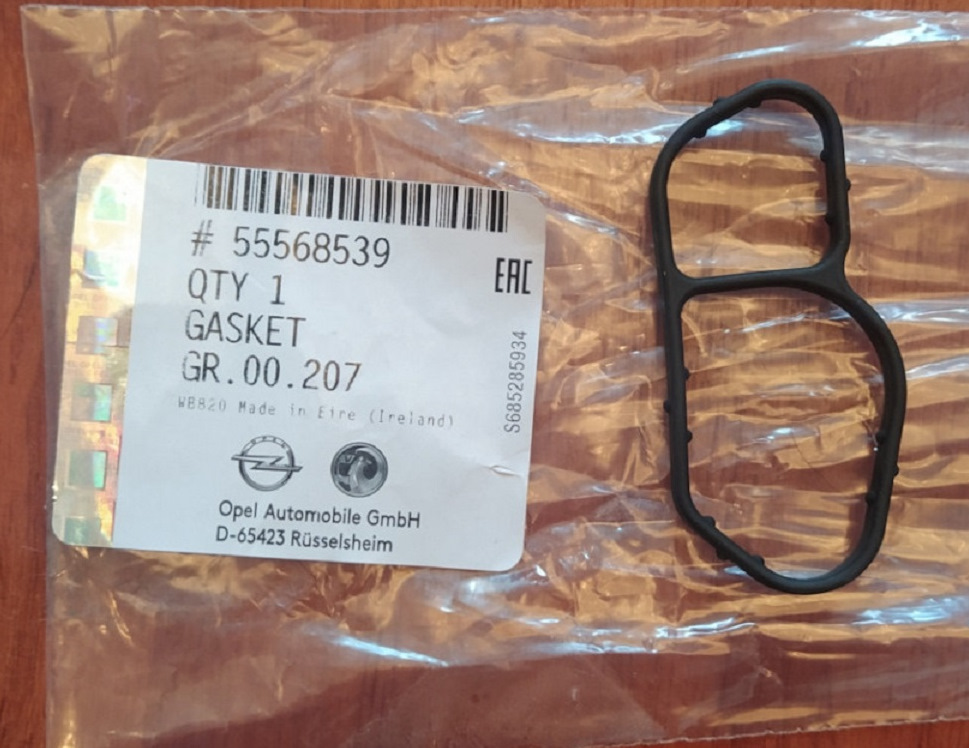 # 55568539
QTY 1
GASKET
GR.00.207
WB820 Made in Eire (Ireland)
EAC
S685285934
Opel Automobile GmbH
D-65423 Rüsselsheim